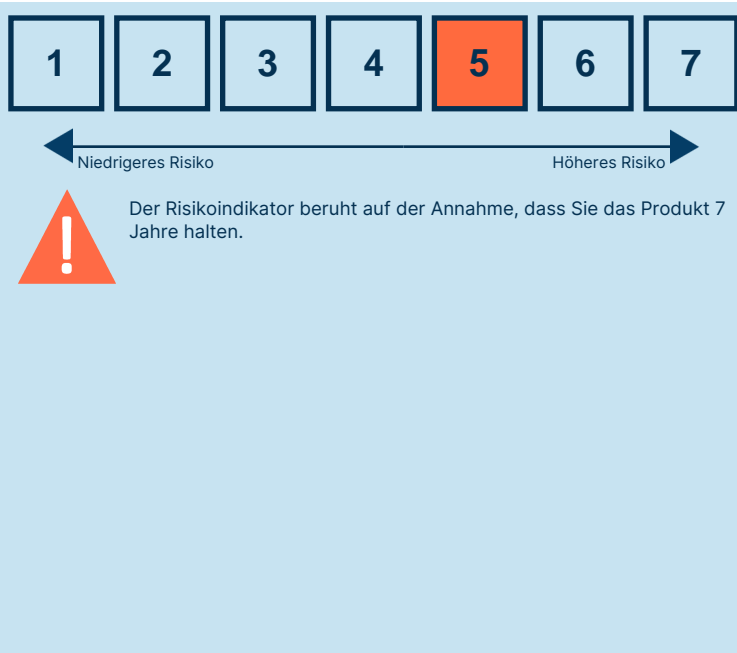 1 2 3 4 5 6 7
Niedrigeres Risiko Höheres Risiko
Der Risikoindikator beruht auf der Annahme, dass Sie das Produkt 7
Jahre halten.